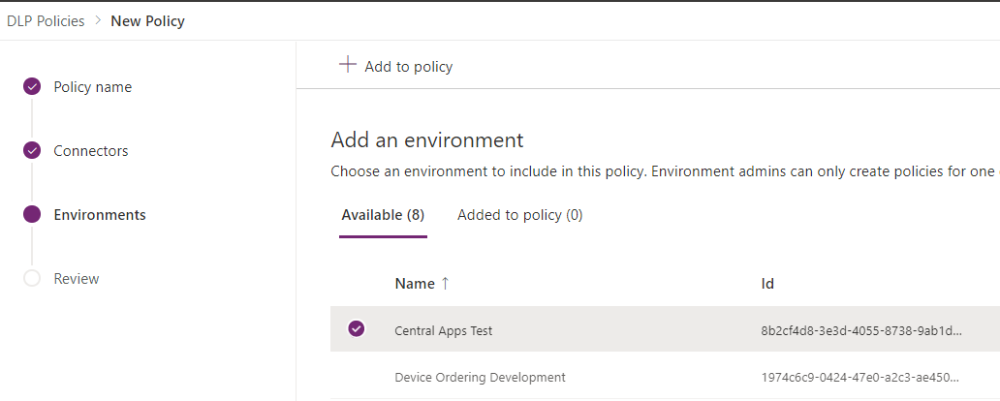 DLP Policies > New Policy
Policy name
Connectors
Environments
Review
Add to policy
Add an environment
Choose an environment to include in this policy. Environment admins can only create policies for one
Available (8) Added to policy (0)
Name ↑ Id
Central Apps Test 8b2cf4d8-3e3d-4055-8738-9ab1d...
Device Ordering Development 1974c6c9-0424-47e0-a2c3-ae450...